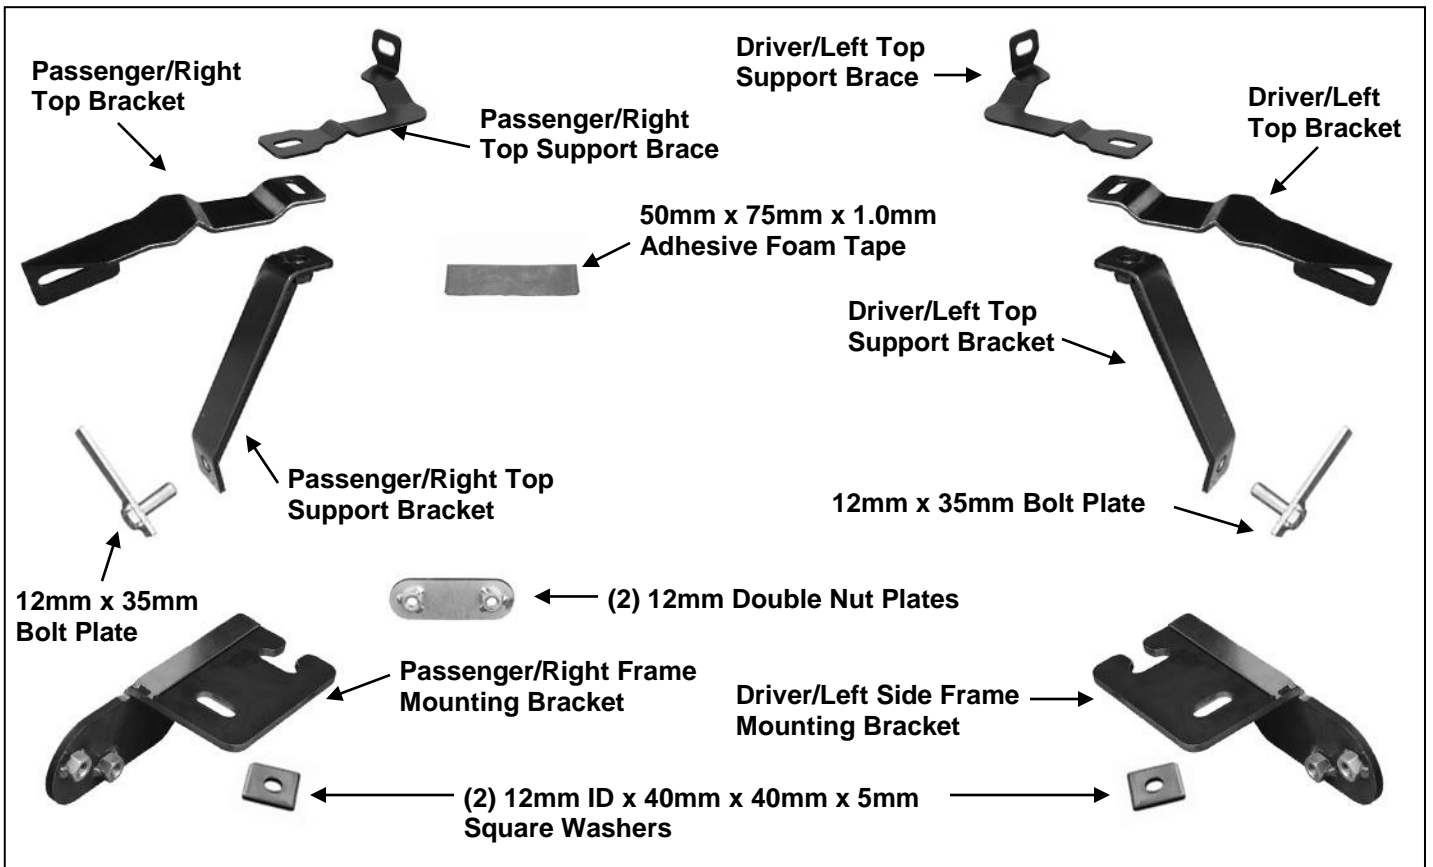 Passenger/Right
Top Bracket
Passenger/Right
Top Support Brace
Driver/Left Top
Support Brace
Driver/Left
Top Bracket
50mm x 75mm x 1.0mm
Adhesive Foam Tape
Driver/Left Top
Support Bracket
Passenger/Right Top
Support Bracket
12mm x 35mm Bolt Plate
12mm x 35mm
Bolt Plate
(2) 12mm Double Nut Plates
Passenger/Right Frame
Mounting Bracket
Driver/Left Side Frame
Mounting Bracket
(2) 12mm ID x 40mm x 40mm x 5mm
Square Washers